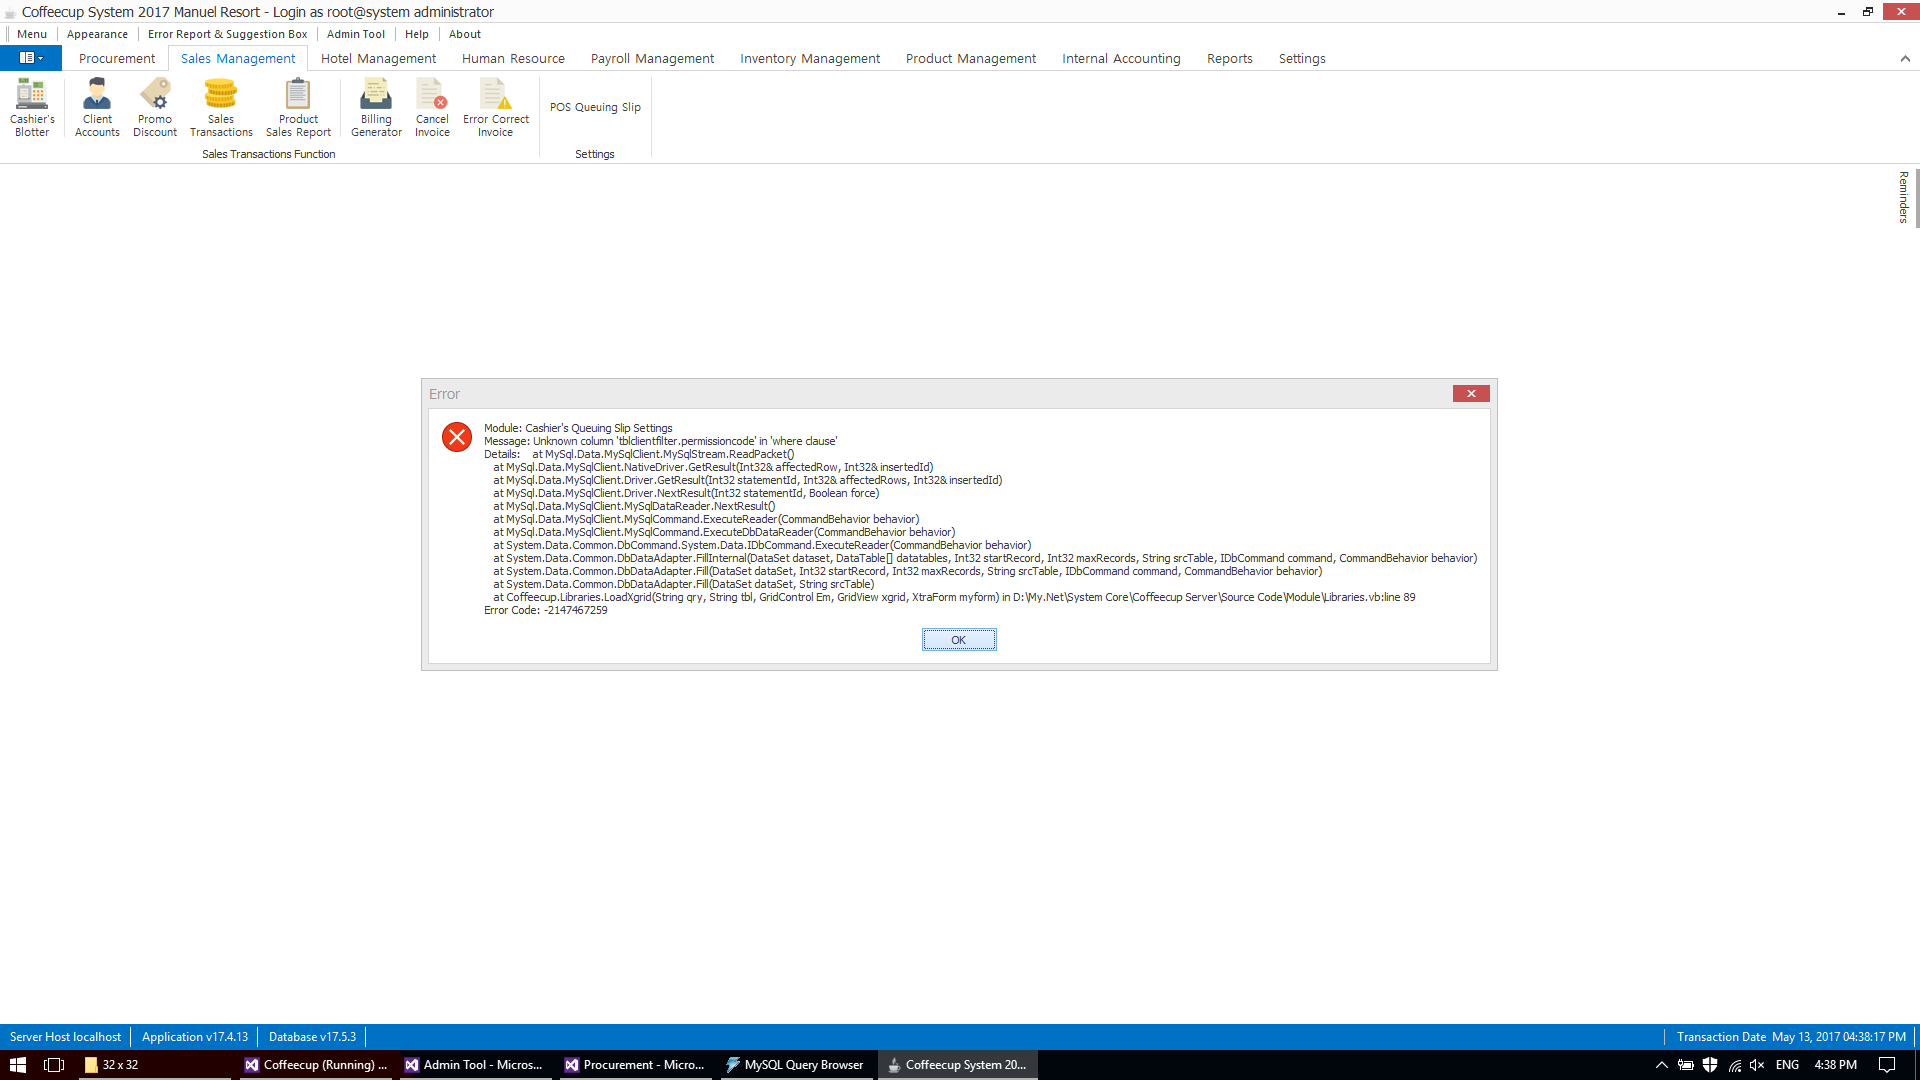 Coffeecup System 2017 Manuel Resort - Login as root@system administrator
Menu Appearance Error Report & Suggestion Box Admin Tool Help About
Procurement Sales Management Hotel Management Human Resource Payroll Management Inventory Management Product Management Internal Accounting Reports Settings
Cashier's Blotter
Client Accounts
Promo Discount
Sales Transactions
Product Sales Report
Billing Generator
Cancel Invoice
Error Correct Invoice
POS Queuing Slip
Sales Transactions Function
Settings
Reminders
Error
Module: Cashier's Queuing Slip Settings
Message: Unknown column 'tblclientfilter.permissioncode' in 'where clause'
Details:    at MySql.Data.MySqlClient.MySqlStream.ReadPacket()
at MySql.Data.MySqlClient.NativeDriver.GetResult(Int32& affectedRow, Int32& insertedId)
at MySql.Data.MySqlClient.Driver.GetResult(Int32 statementId, Int32& affectedRows, Int32& insertedId)
at MySql.Data.MySqlClient.Driver.NextResult(Int32 statementId, Boolean force)
at MySql.Data.MySqlClient.MySqlDataReader.NextResult()
at MySql.Data.MySqlClient.MySqlCommand.ExecuteReader(CommandBehavior behavior)
at MySql.Data.MySqlClient.MySqlCommand.ExecuteDbDataReader(CommandBehavior behavior)
at System.Data.Common.DbCommand.System.Data.IDbCommand.ExecuteReader(CommandBehavior behavior)
at System.Data.Common.DbDataAdapter.FillInternal(DataSet dataset, DataTable[] datatables, Int32 startRecord, Int32 maxRecords, String srcTable, IDbCommand command, CommandBehavior behavior)
at System.Data.Common.DbDataAdapter.Fill(DataSet dataSet, Int32 startRecord, Int32 maxRecords, String srcTable, IDbCommand command, CommandBehavior behavior)
at System.Data.Common.DbDataAdapter.Fill(DataSet dataSet, String srcTable)
at Coffeecup.Libraries.LoadXgrid(String qry, String tbl, GridControl Em, GridView xgrid, XtraForm myform) in D:\My.Net\System Core\Coffeecup Server\Source Code\Module\Libraries.vb:line 89
Error Code: -2147467259
OK
Server Host localhost Application v17.4.13 Database v17.5.3 Transaction Date May 13, 2017 04:38:17 PM
32 x 32 Coffeecup (Running) ... Admin Tool - Micros... Procurement - Micro... MySQL Query Browser Coffeecup System 20... ENG 4:38 PM